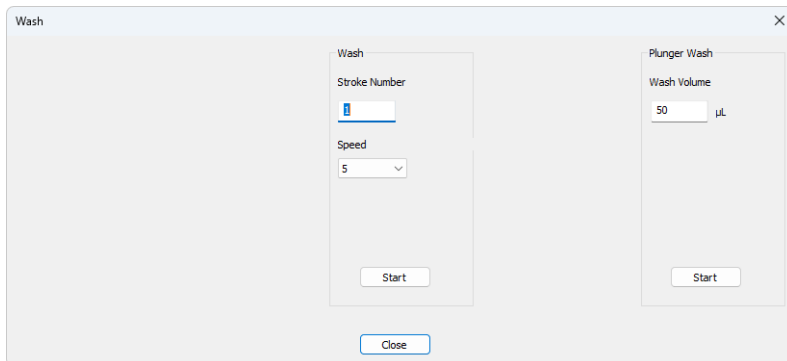 Wash
Wash
Stroke Number
1
Speed
5
Start
Plunger Wash
Wash Volume
50 µL
Start
Close